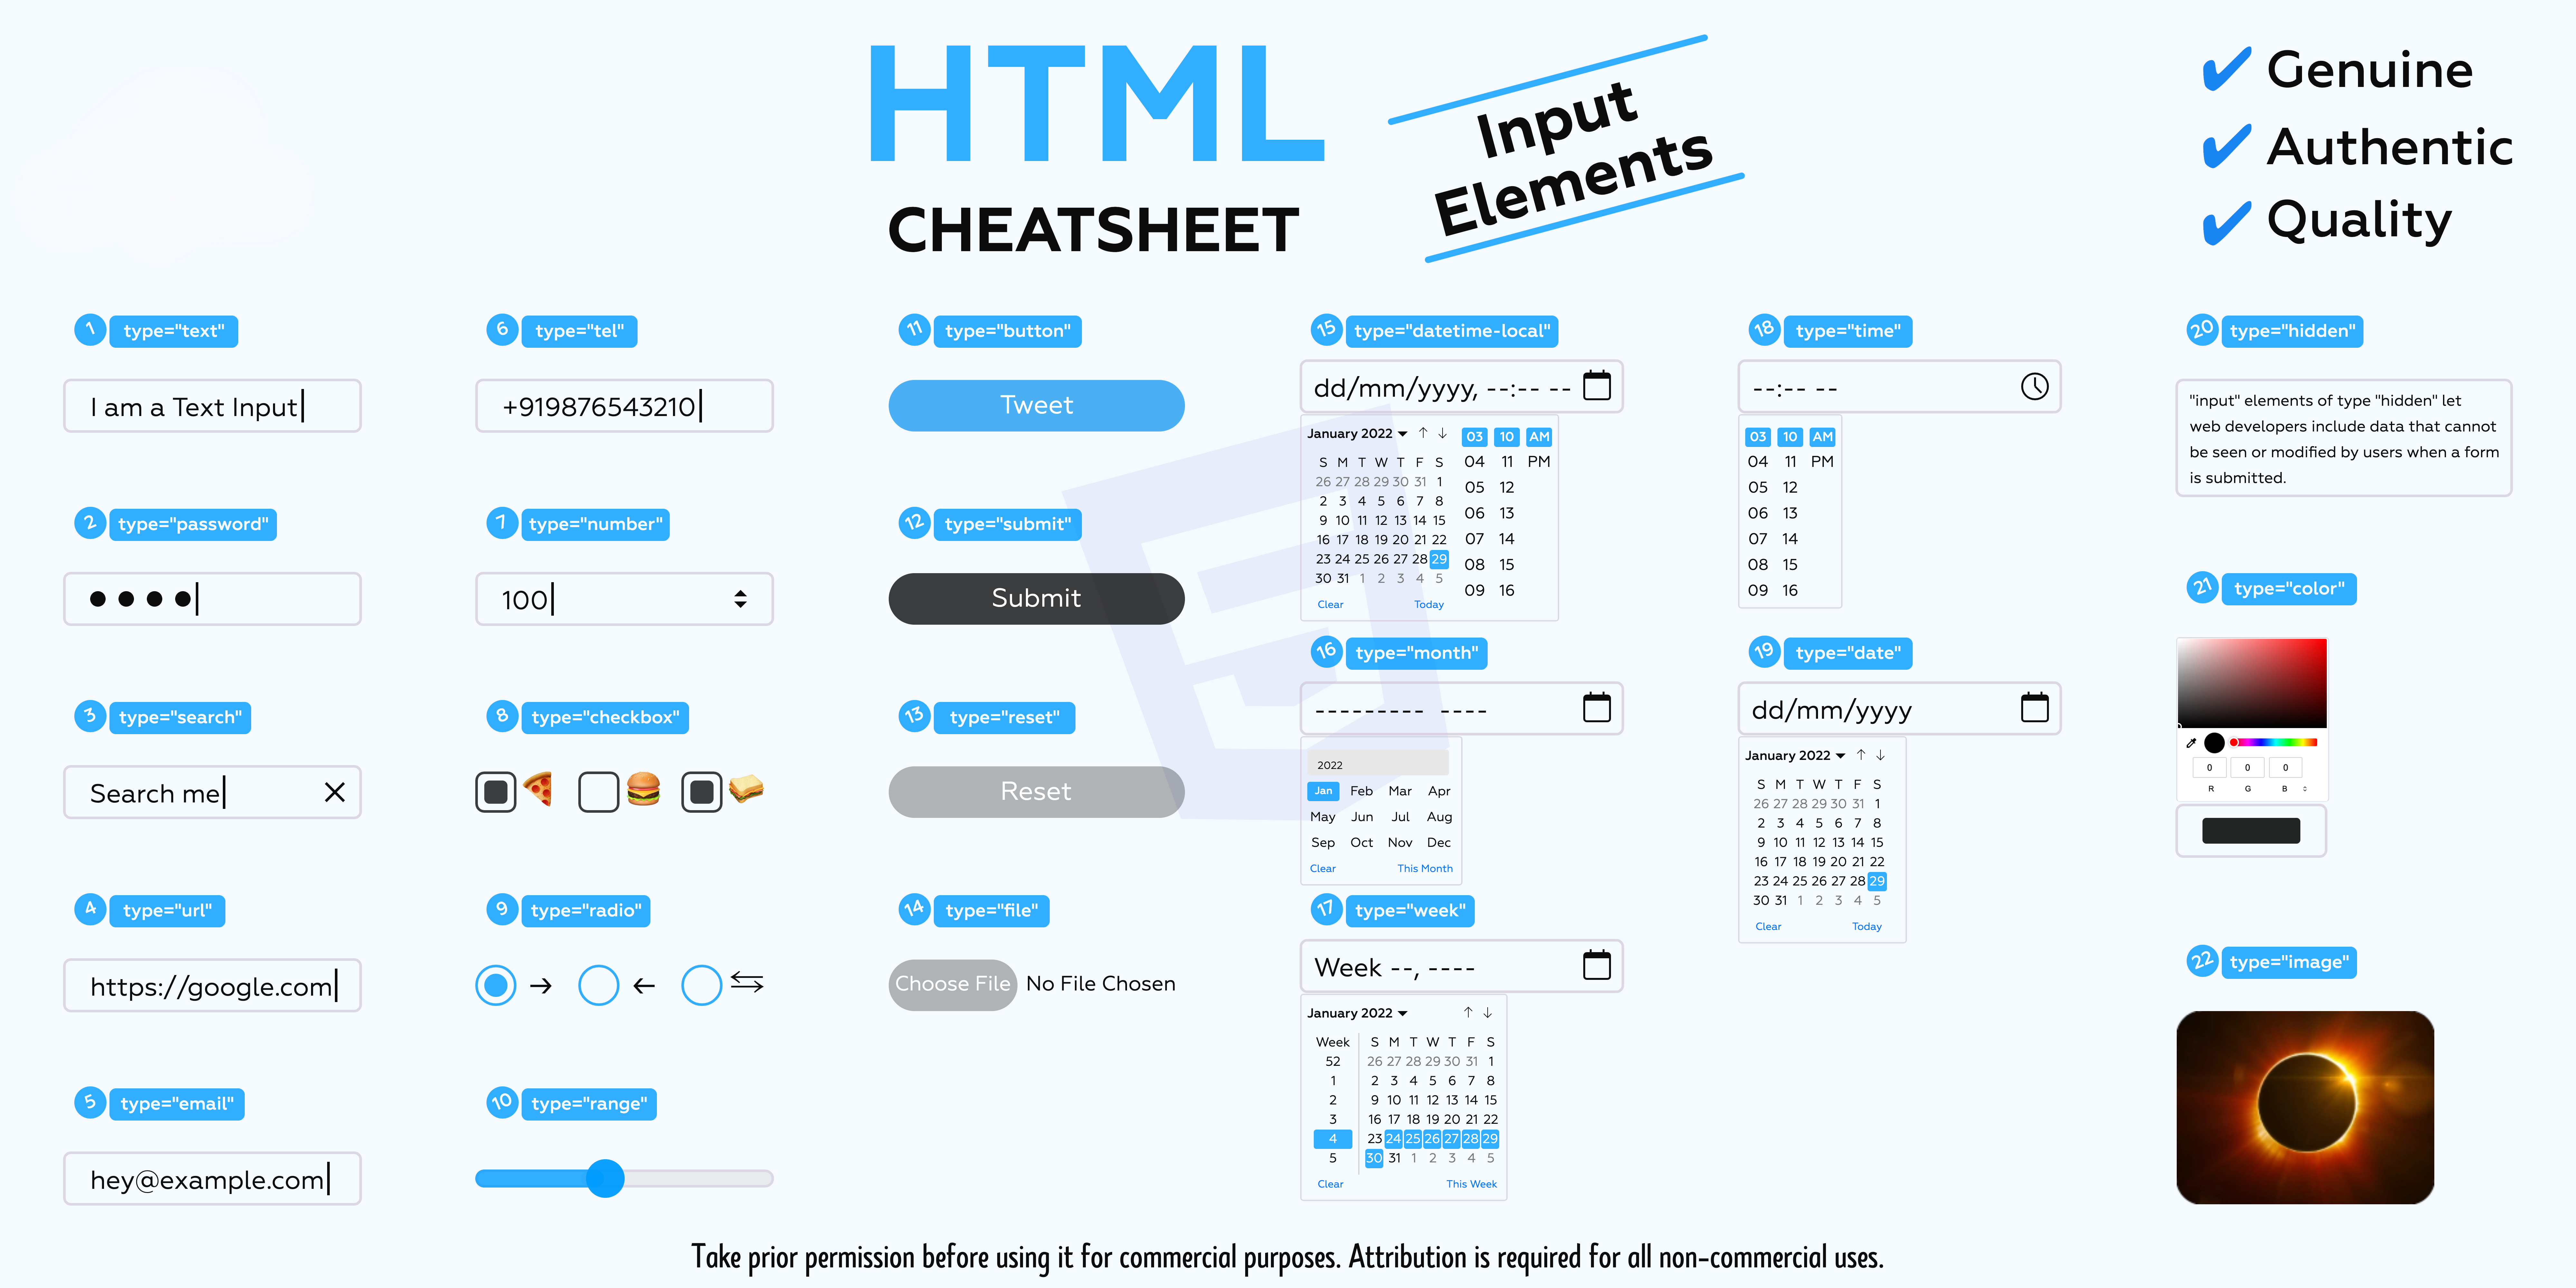 HTML
CHEATSHEET
Input
Elements
Genuine
Authentic
Quality
1 type="text"
I am a Text Input
2 type="password"
3 type="search"
Search me
4 type="url"
https://google.com
5 type="email"
hey@example.com
6 type="tel"
+919876543210
7 type="number"
100
8 type="checkbox"
9 type="radio"
10 type="range"
11 type="button"
Tweet
12 type="submit"
Submit
13 type="reset"
Reset
14 type="file"
Choose File No File Chosen
15 type="datetime-local"
dd/mm/yyyy, --:-- --
January 2022 03 10 AM
S M T W T F S 04 11 PM
26 27 28 29 30 31 1
2 3 4 5 6 7 8 05 12
9 10 11 12 13 14 15 06 13
16 17 18 19 20 21 22 07 14
23 24 25 26 27 28 29 08 15
30 31 1 2 3 4 5 09 16
Clear Today
16 type="month"
--------- ----
2022
Jan Feb Mar Apr
May Jun Jul Aug
Sep Oct Nov Dec
Clear This Month
17 type="week"
Week --, ----
January 2022
Week S M T W T F S
52 26 27 28 29 30 31 1
1 2 3 4 5 6 7 8
2 9 10 11 12 13 14 15
3 16 17 18 19 20 21 22
4 23 24 25 26 27 28 29
5 30 31 1 2 3 4 5
Clear This Week
18 type="time"
--:-- --
03 10 AM
04 11 PM
05 12
06 13
07 14
08 15
09 16
19 type="date"
dd/mm/yyyy
January 2022
S M T W T F S
26 27 28 29 30 31 1
2 3 4 5 6 7 8
9 10 11 12 13 14 15
16 17 18 19 20 21 22
23 24 25 26 27 28 29
30 31 1 2 3 4 5
Clear Today
20 type="hidden"
"input" elements of type "hidden" let
web developers include data that cannot
be seen or modified by users when a form
is submitted.
21 type="color"
0 0 0
R G B
22 type="image"
Take prior permission before using it for commercial purposes. Attribution is required for all non-commercial uses.